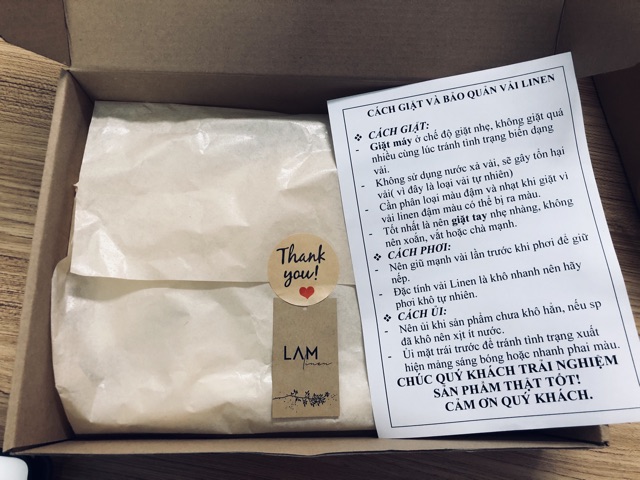 Thank
you!
LAM
linen
CÁCH GIẶT VÀ BẢO QUẢN VẢI LINEN
❖ CÁCH GIẶT:
- Giặt máy ở chế độ giặt nhẹ, không giặt quá
nhiều cùng lúc tránh tình trạng biến dạng
vải.
- Không sử dụng nước xả vải, sẽ gây tổn hại
vải( vì đây là loại vải tự nhiên)
- Cần phân loại màu đậm và nhạt khi giặt vì
vải linen đậm màu có thể bị ra màu.
- Tốt nhất là nên giặt tay nhẹ nhàng, không
nên xoắn, vắt hoặc chà mạnh.
❖ CÁCH PHƠI:
- Nên giũ mạnh vải lần trước khi phơi để giữ
nếp.
- Đặc tính vải Linen là khô nhanh nên hãy
phơi khô tự nhiên.
❖ CÁCH ỦI:
- Nên ủi khi sản phẩm chưa khô hẳn, nếu sp
đã khô nên xịt ít nước.
- Ủi mặt trái trước để tránh tình trạng xuất
hiện mảng sáng bóng hoặc nhanh phai màu.
CHÚC QUÝ KHÁCH TRẢI NGHIỆM
SẢN PHẨM THẬT TỐT!
CẢM ƠN QUÝ KHÁCH.